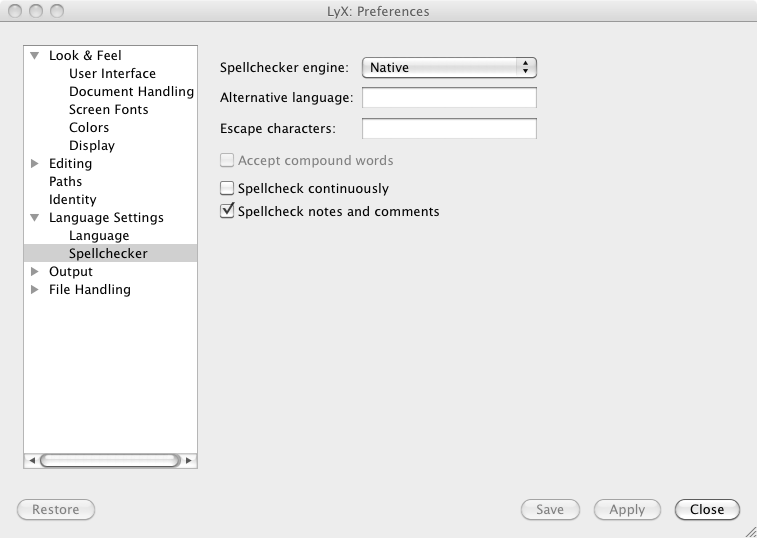 LyX: Preferences
Look & Feel
User Interface
Document Handling
Screen Fonts
Colors
Display
Editing
Paths
Identity
Language Settings
Language
Spellchecker
Output
File Handling
Spellchecker engine: Native
Alternative language:
Escape characters:
Accept compound words
Spellcheck continuously
Spellcheck notes and comments
Restore Save Apply Close